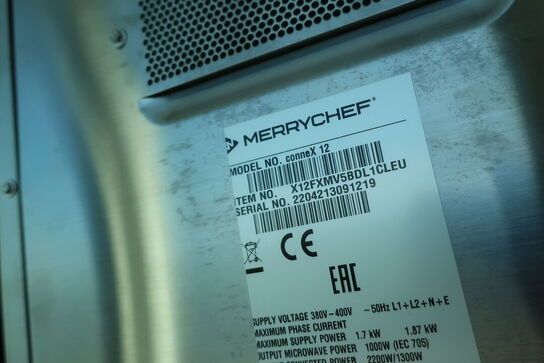 MERRYCHEF®
MODEL NO. conneX 12
ITEM NO. X12FXMV5BDL1CLEU
SERIAL NO. 2204213091219
CE
EAC
SUPPLY VOLTAGE 380V-400V ~50Hz L1+L2+N+E
MAXIMUM PHASE CURRENT
MAXIMUM SUPPLY POWER 1.7 kW 1.87 kW
OUTPUT MICROWAVE POWER 1000W (IEC 705)
CONNECTED POWER 2200W/1300W